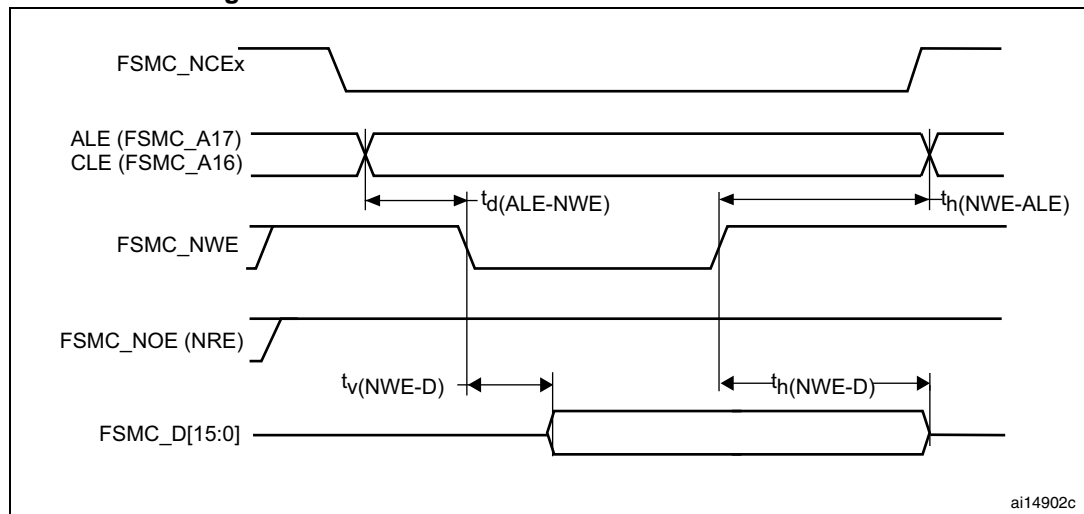 FSMC_NCEx
ALE (FSMC_A17)
CLE (FSMC_A16)
td(ALE-NWE)
th(NWE-ALE)
FSMC_NWE
FSMC_NOE (NRE)
tv(NWE-D)
th(NWE-D)
FSMC_D[15:0]
ai14902c